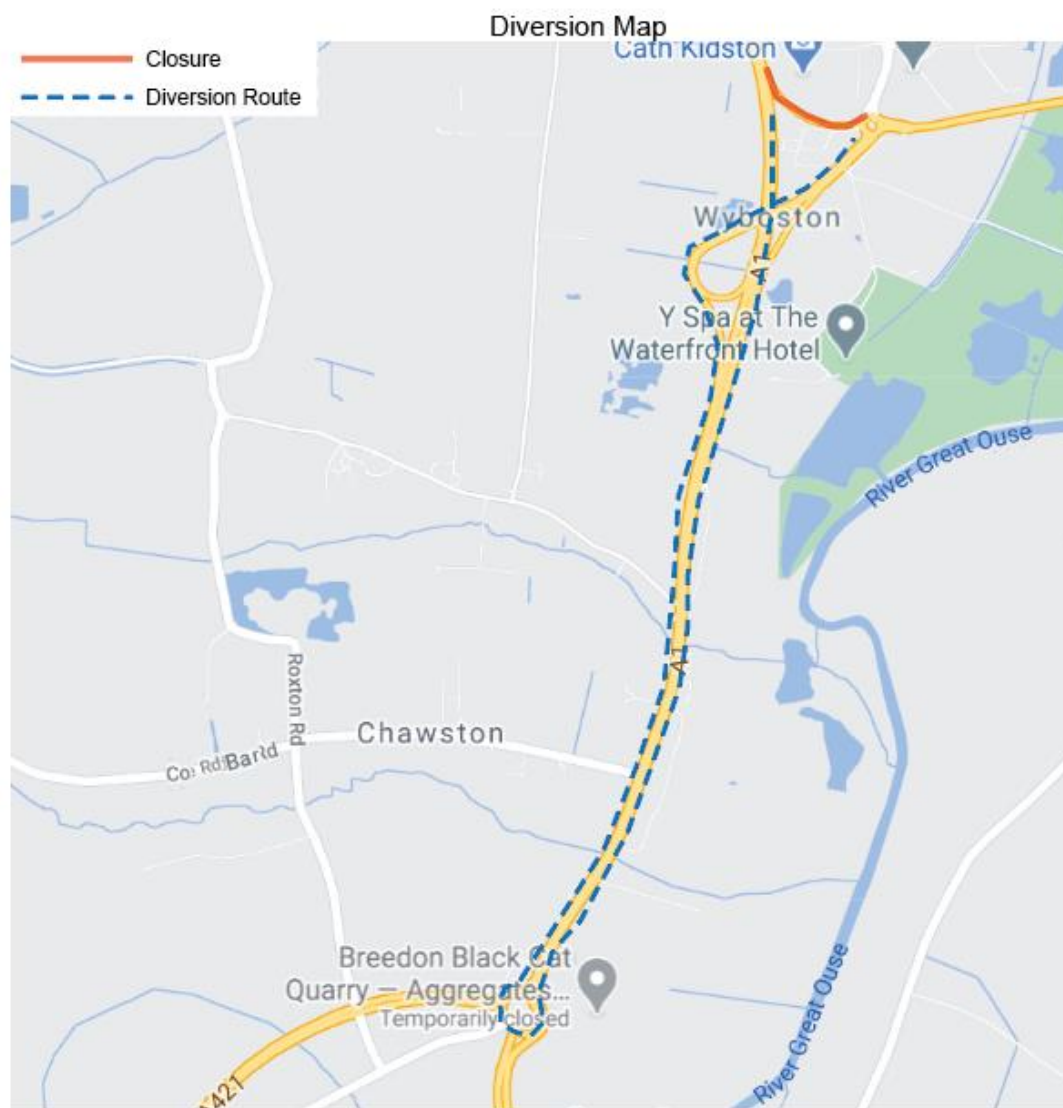 Diversion Map
Closure
Diversion Route
Cath Kidston
Wyboston
A1
Y Spa at The
Waterfront Hotel
River Great Ouse
A1
Roxton Rd
Chawston
Rd
Breedon Black Cat
Quarry — Aggregates...
Temporarily closed
River Great Ouse
A421